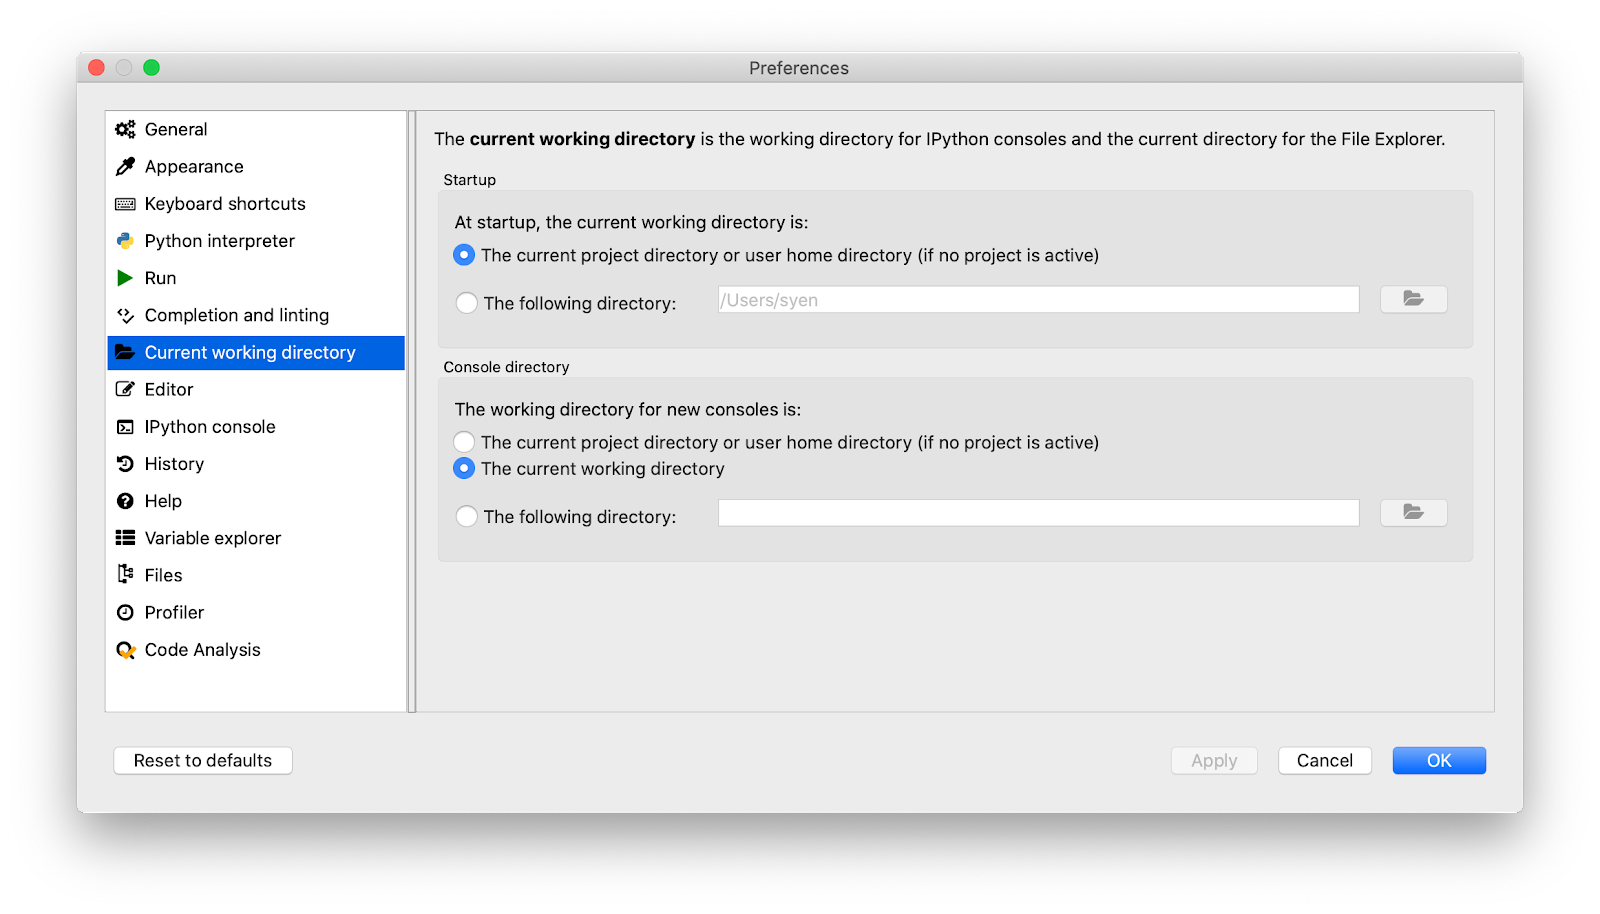 Preferences
General
Appearance
Keyboard shortcuts
Python interpreter
Run
Completion and linting
Current working directory
Editor
IPython console
History
Help
Variable explorer
Files
Profiler
Code Analysis
The current working directory is the working directory for IPython consoles and the current directory for the File Explorer.
Startup
At startup, the current working directory is:
The current project directory or user home directory (if no project is active)
The following directory: /Users/syen
Console directory
The working directory for new consoles is:
The current project directory or user home directory (if no project is active)
The current working directory
The following directory:
Reset to defaults Apply Cancel OK